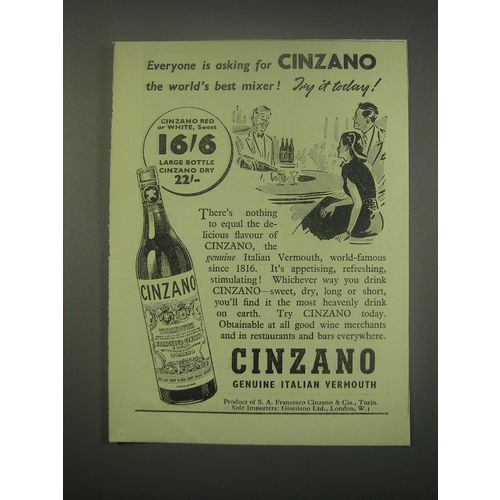 Everyone is asking for CINZANO
the world's best mixer! Try it today!
CINZANO RED
or WHITE, Sweet
16'6
LARGE BOTTLE
CINZANO DRY
22/-
There's nothing
to equal the de-
licious flavour of
CINZANO, the
genuine Italian Vermouth, world-famous
since 1816. It's appetising, refreshing,
stimulating! Whichever way you drink
CINZANO—sweet, dry, long or short,
you'll find it the most heavenly drink
on earth. Try CINZANO today.
Obtainable at all good wine merchants
and in restaurants and bars everywhere.
CINZANO
VERMOUTH
FRANCESCO CINZANO
TORINO
CINZANO
GENUINE ITALIAN VERMOUTH
Product of S. A. Francesco Cinzano & Cia., Turin.
Sole Importers: Giordano Ltd., London, W.1